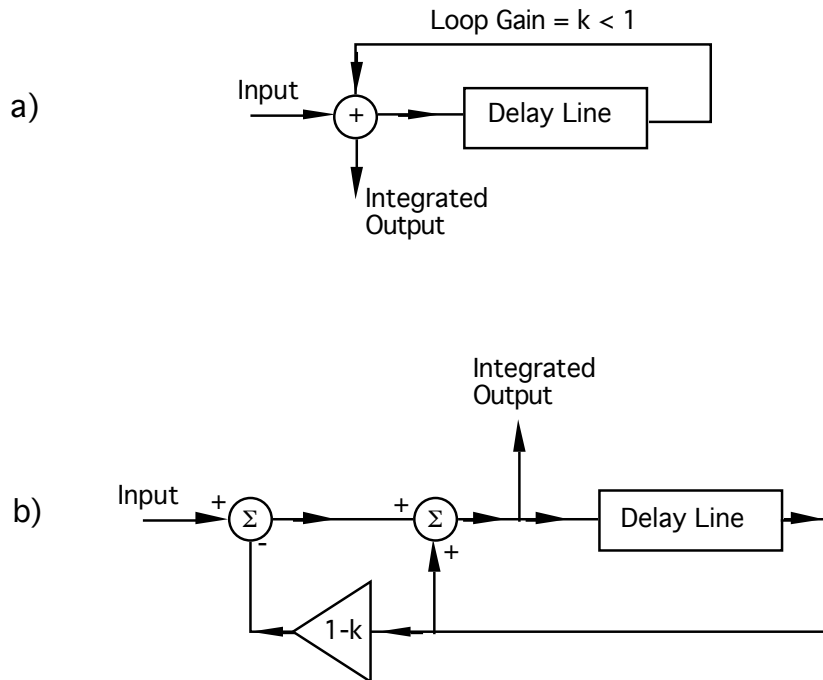 Loop Gain = k < 1
a)
Input
+
Delay Line
Integrated
Output
Integrated
Output
b)
Input
+
Σ
-
+
Σ
+
Delay Line
1-k